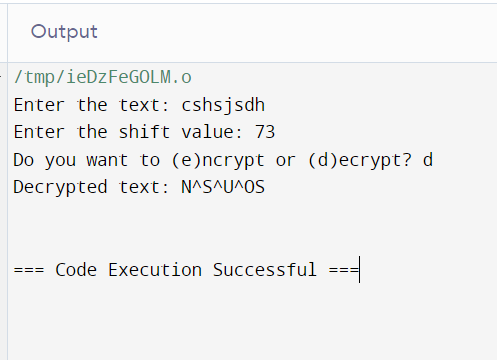 Output
/tmp/ieDzFeGOLM.o
Enter the text: cshsjsdh
Enter the shift value: 73
Do you want to (e)ncrypt or (d)ecrypt? d
Decrypted text: N^S^U^OS
=== Code Execution Successful ===